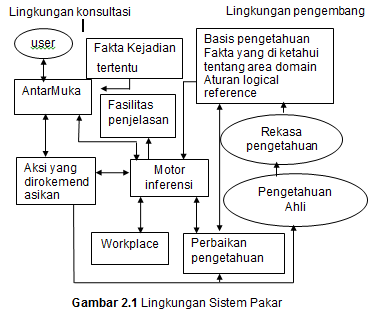 Lingkungan konsultasi
Lingkungan pengembang
user
Fakta Kejadian
tertentu
Basis pengetahuan
Fakta yang di ketahui
tentang area domain
Aturan logical
reference
AntarMuka
Fasilitas
penjelasan
Rekasa
pengetahuan
Aksi yang
dirokemend
asikan
Motor
inferensi
Pengetahuan
Ahli
Workplace
Perbaikan
pengetahuan
Gambar 2.1 Lingkungan Sistem Pakar